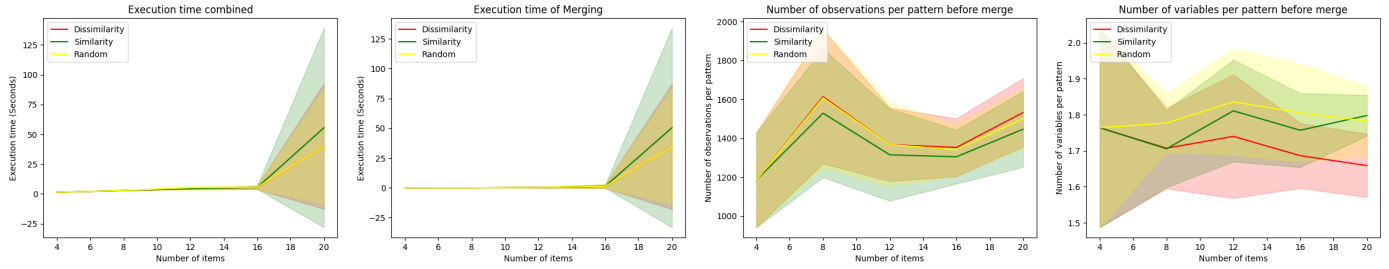 Execution time combined
Dissimilarity
Similarity
Random
Execution time (Seconds)
125
100
75
50
25
0
−25
4 6 8 10 12 14 16 18 20
Number of items
Execution time of Merging
Dissimilarity
Similarity
Random
Execution time (Seconds)
125
100
75
50
25
0
−25
4 6 8 10 12 14 16 18 20
Number of items
Number of observations per pattern before merge
Dissimilarity
Similarity
Random
Number of observations per pattern
2000
1800
1600
1400
1200
1000
4 6 8 10 12 14 16 18 20
Number of items
Number of variables per pattern before merge
Dissimilarity
Similarity
Random
Number of variables per pattern
2.0
1.9
1.8
1.7
1.6
1.5
4 6 8 10 12 14 16 18 20
Number of items